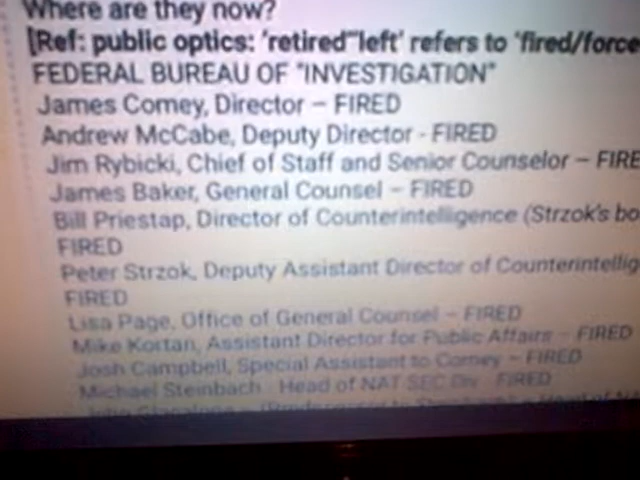 Where are they now?
[Ref: public optics: 'retired''left' refers to 'fired/force
FEDERAL BUREAU OF "INVESTIGATION"
James Comey, Director – FIRED
Andrew McCabe, Deputy Director - FIRED
Jim Rybicki, Chief of Staff and Senior Counselor – FIRE
James Baker, General Counsel – FIRED
Bill Priestap, Director of Counterintelligence (Strzok's bo
FIRED
Peter Strzok, Deputy Assistant Director of Counterintellig
FIRED
Lisa Page, Office of General Counsel – FIRED
Mike Kortan, Assistant Director for Public Affairs – FIRED
Josh Campbell, Special Assistant to Comey – FIRED
Michael Steinbach - Head of NAT SEC Div - FIRED